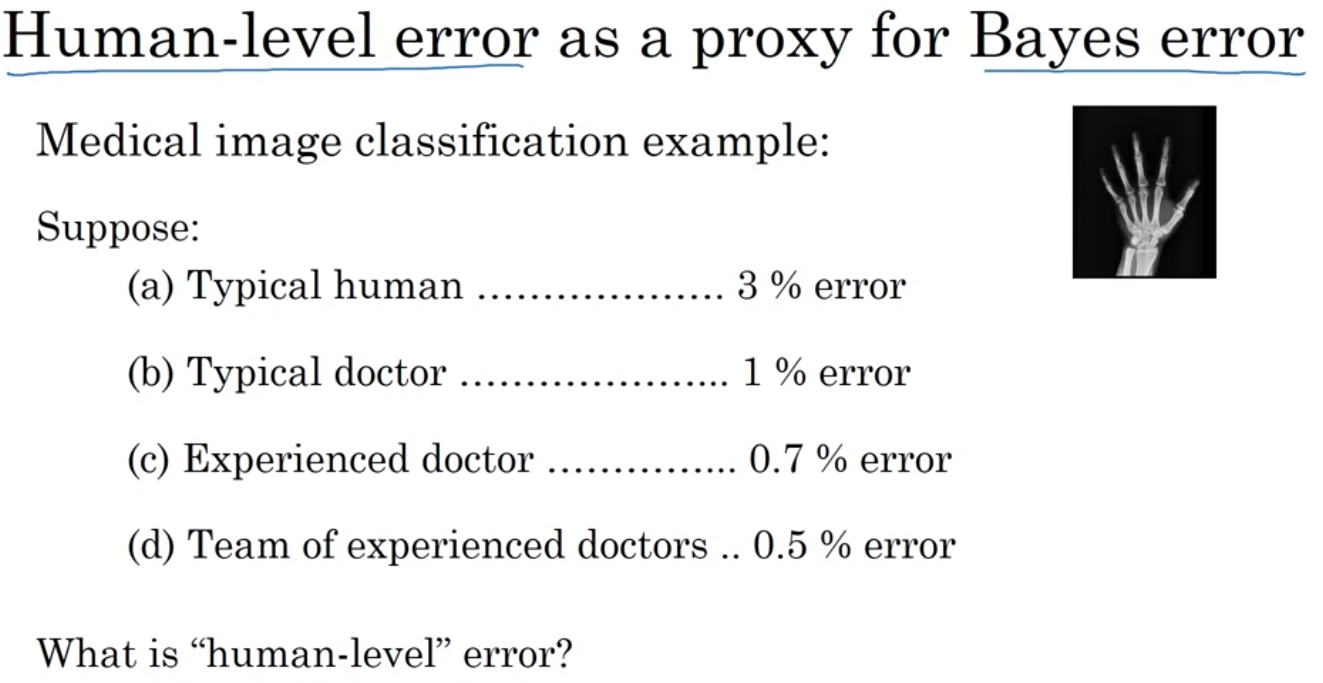 Human-level error as a proxy for Bayes error
Medical image classification example:
Suppose:
(a) Typical human ................... 3 % error
(b) Typical doctor ..................... 1 % error
(c) Experienced doctor ............... 0.7 % error
(d) Team of experienced doctors .. 0.5 % error
What is “human-level” error?